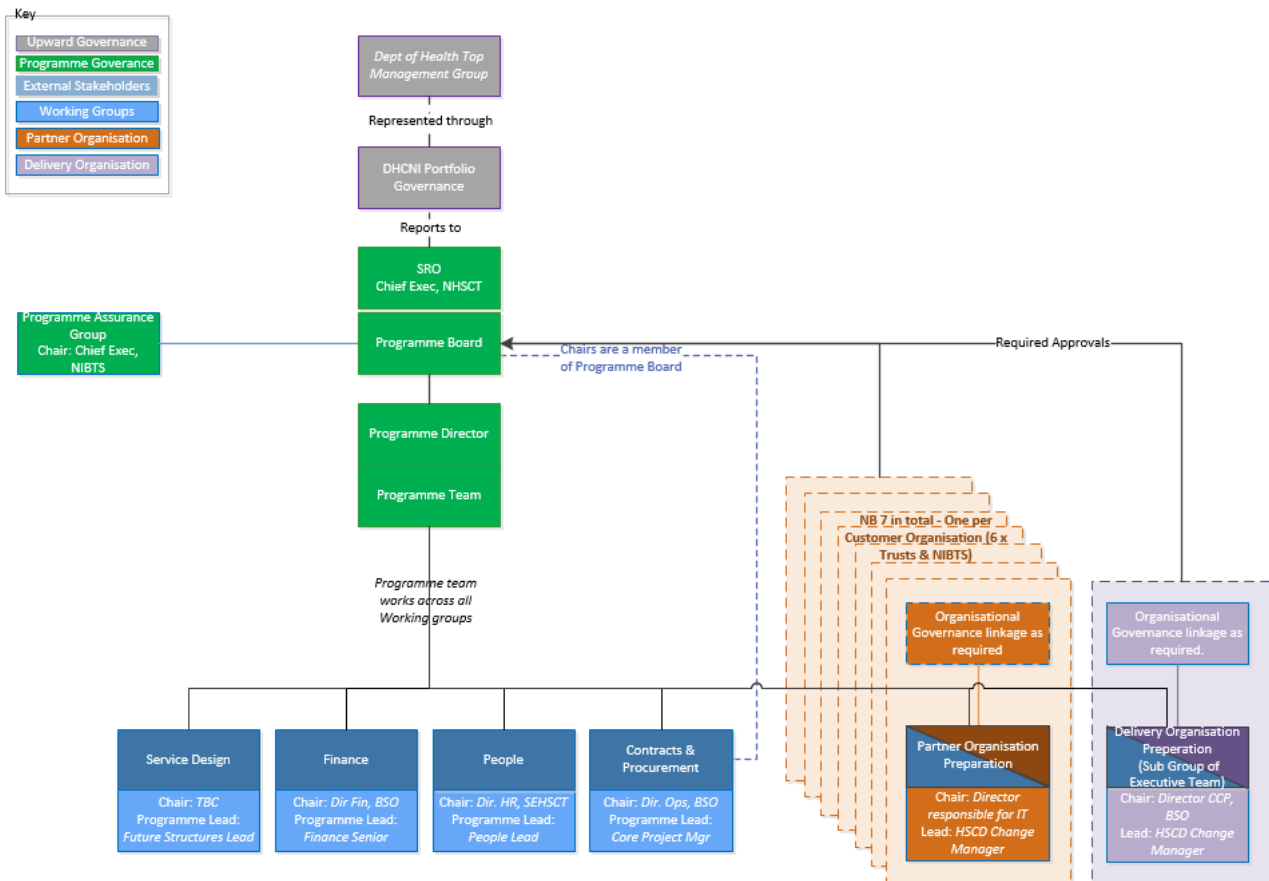 Key
Upward Governance
Programme Goverance
External Stakeholders
Working Groups
Partner Organisation
Delivery Organisation
Dept of Health Top
Management Group
Represented through
DHCNI Portfolio
Governance
Reports to
SRO
Chief Exec, NHSCT
Programme Assurance
Group
Chair: Chief Exec,
NIBTS
Programme Board
Chairs are a member
of Programme Board
Required Approvals
Programme Director
Programme Team
NB 7 in total - One per
Customer Organisation (6 x
Trusts & NIBTS)
Programme team
works across all
Working groups
Organisational
Governance linkage as
required
Organisational
Governance linkage as
required.
Service Design
Chair: TBC
Programme Lead:
Future Structures Lead
Finance
Chair: Dir Fin, BSO
Programme Lead:
Finance Senior
People
Chair: Dir. HR, SEHSCT
Programme Lead:
People Lead
Contracts &
Procurement
Chair: Dir. Ops, BSO
Programme Lead:
Core Project Mgr
Partner Organisation
Preparation
Chair: Director
responsible for IT
Lead: HSCD Change
Manager
Delivery Organisation
Preperation
(Sub Group of
Executive Team)
Chair: Director CCP,
BSO
Lead: HSCD Change
Manager